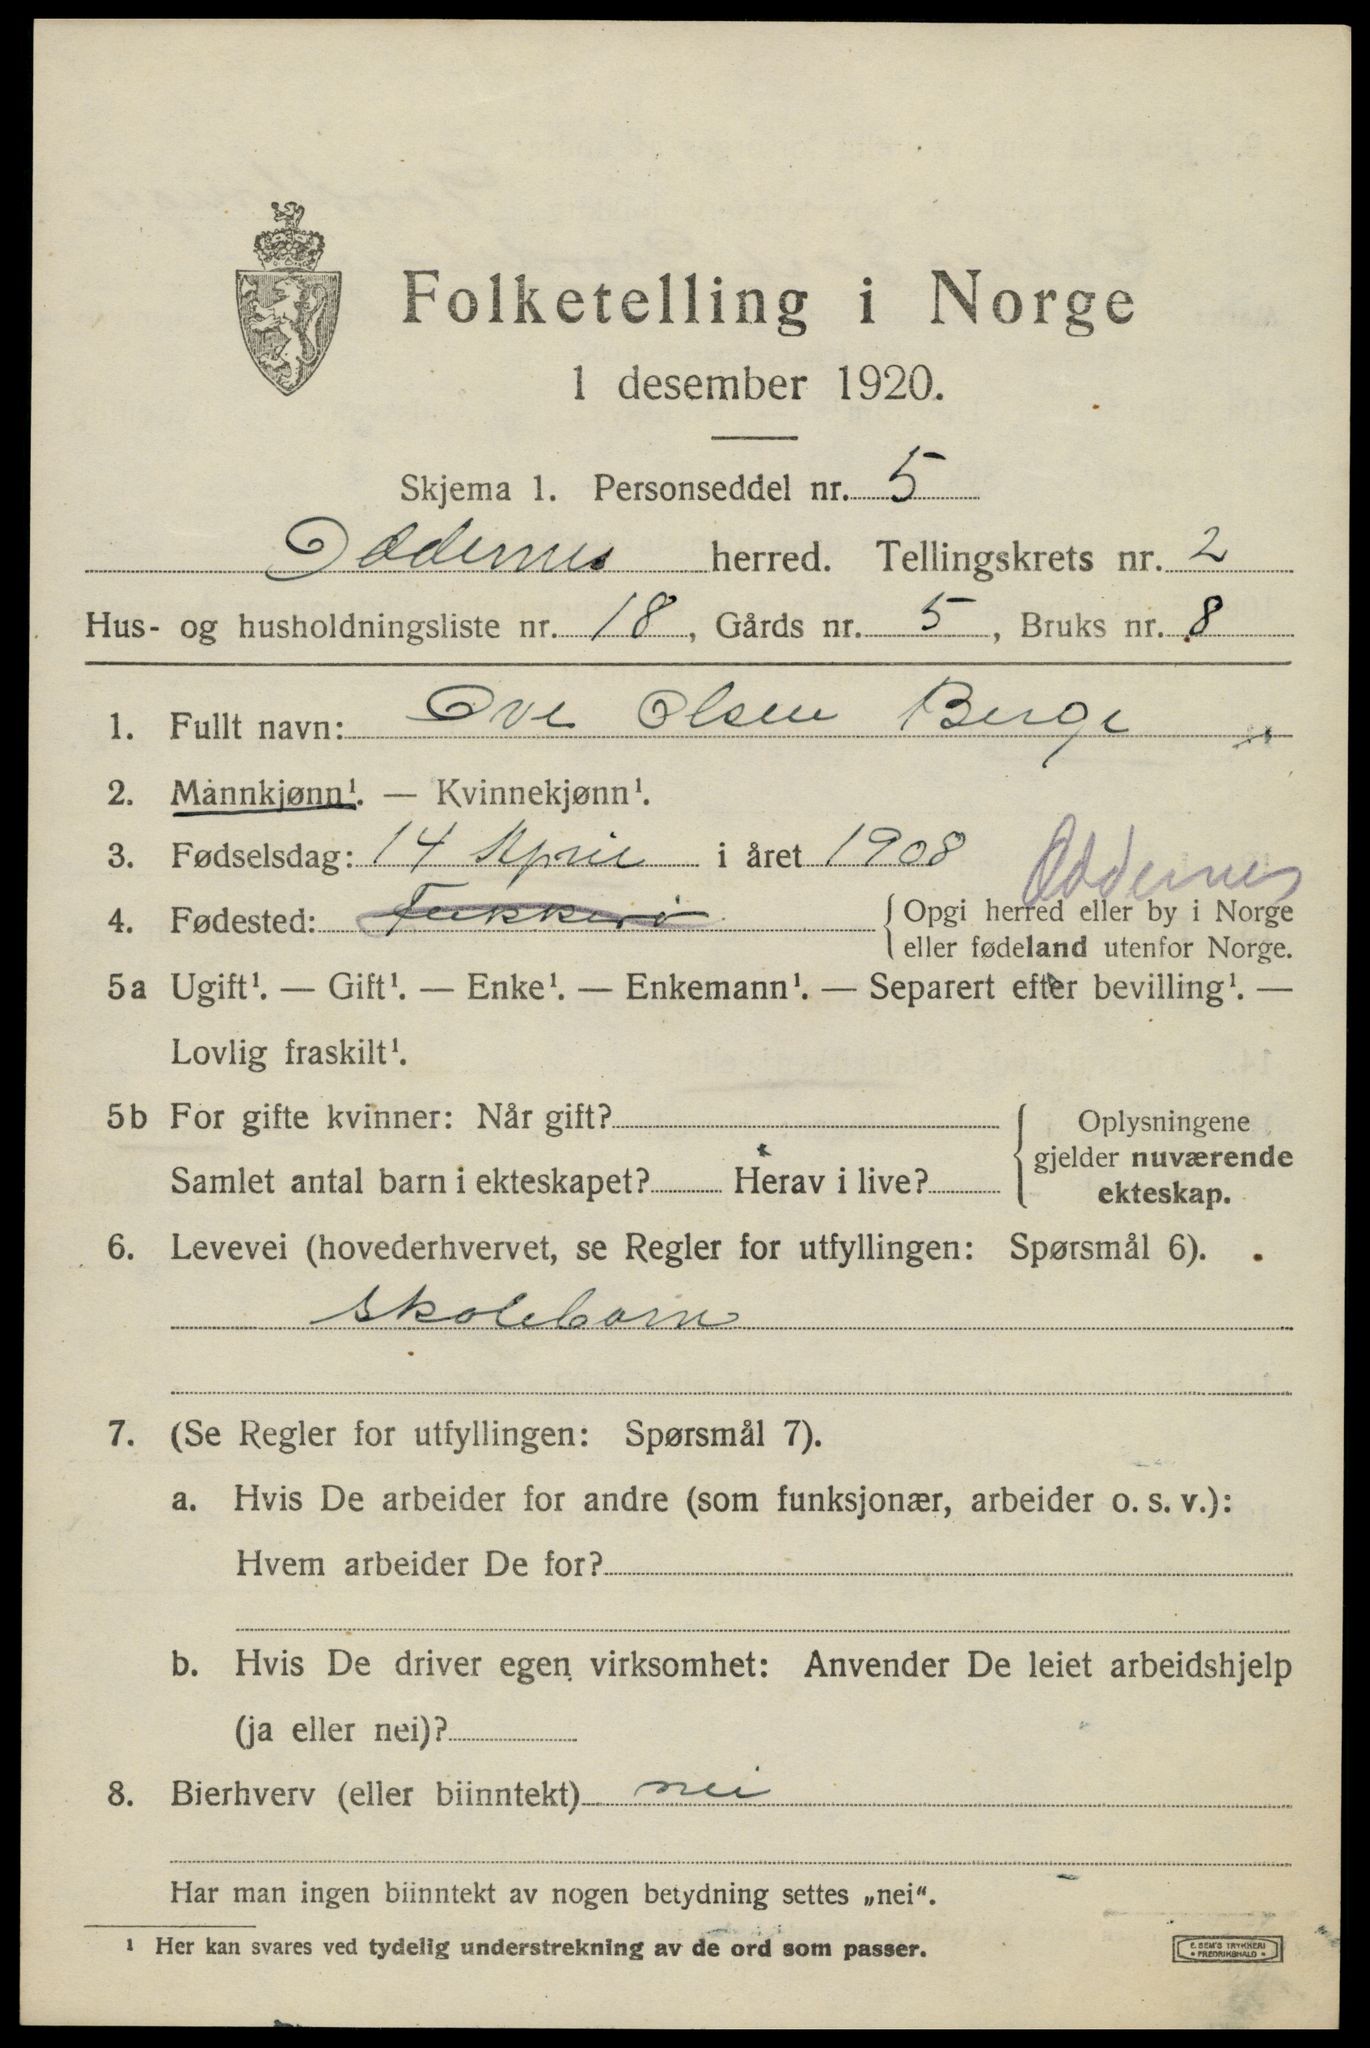 Folketelling i Norge
1 desember 1920.
Skjema 1. Personseddel nr. 5
Oddernes herred. Tellingskrets nr. 2
Hus- og husholdningsliste nr. 18, Gårds nr. 5, Bruks nr. 8
1. Fullt navn: Ove Olsen Berge
2. Mannkjønn¹. — Kvinnekjønn¹.
3. Fødselsdag: 14 April i året 1908
Oddernes
4. Fødested: { Opgi herred eller by i Norge
eller fødeland utenfor Norge.
5a Ugift¹. — Gift¹. — Enke¹. — Enkemann¹. — Separert efter bevilling¹. —
Lovlig fraskilt¹.
5b For gifte kvinner: Når gift?
Samlet antal barn i ekteskapet? Herav i live?
Oplysningene
gjelder nuværende
ekteskap.
6. Levevei (hovederhvervet, se Regler for utfyllingen: Spørsmål 6).
skolebarn
7. (Se Regler for utfyllingen: Spørsmål 7).
a. Hvis De arbeider for andre (som funksjonær, arbeider o. s. v.):
Hvem arbeider De for?
b. Hvis De driver egen virksomhet: Anvender De leiet arbeidshjelp
(ja eller nei)?
8. Bierhverv (eller biinntekt) nei
Har man ingen biinntekt av nogen betydning settes „nei“.
¹ Her kan svares ved tydelig understrekning av de ord som passer.
E. SEM'S TRYKKERI
• FREDRIKSHALD •